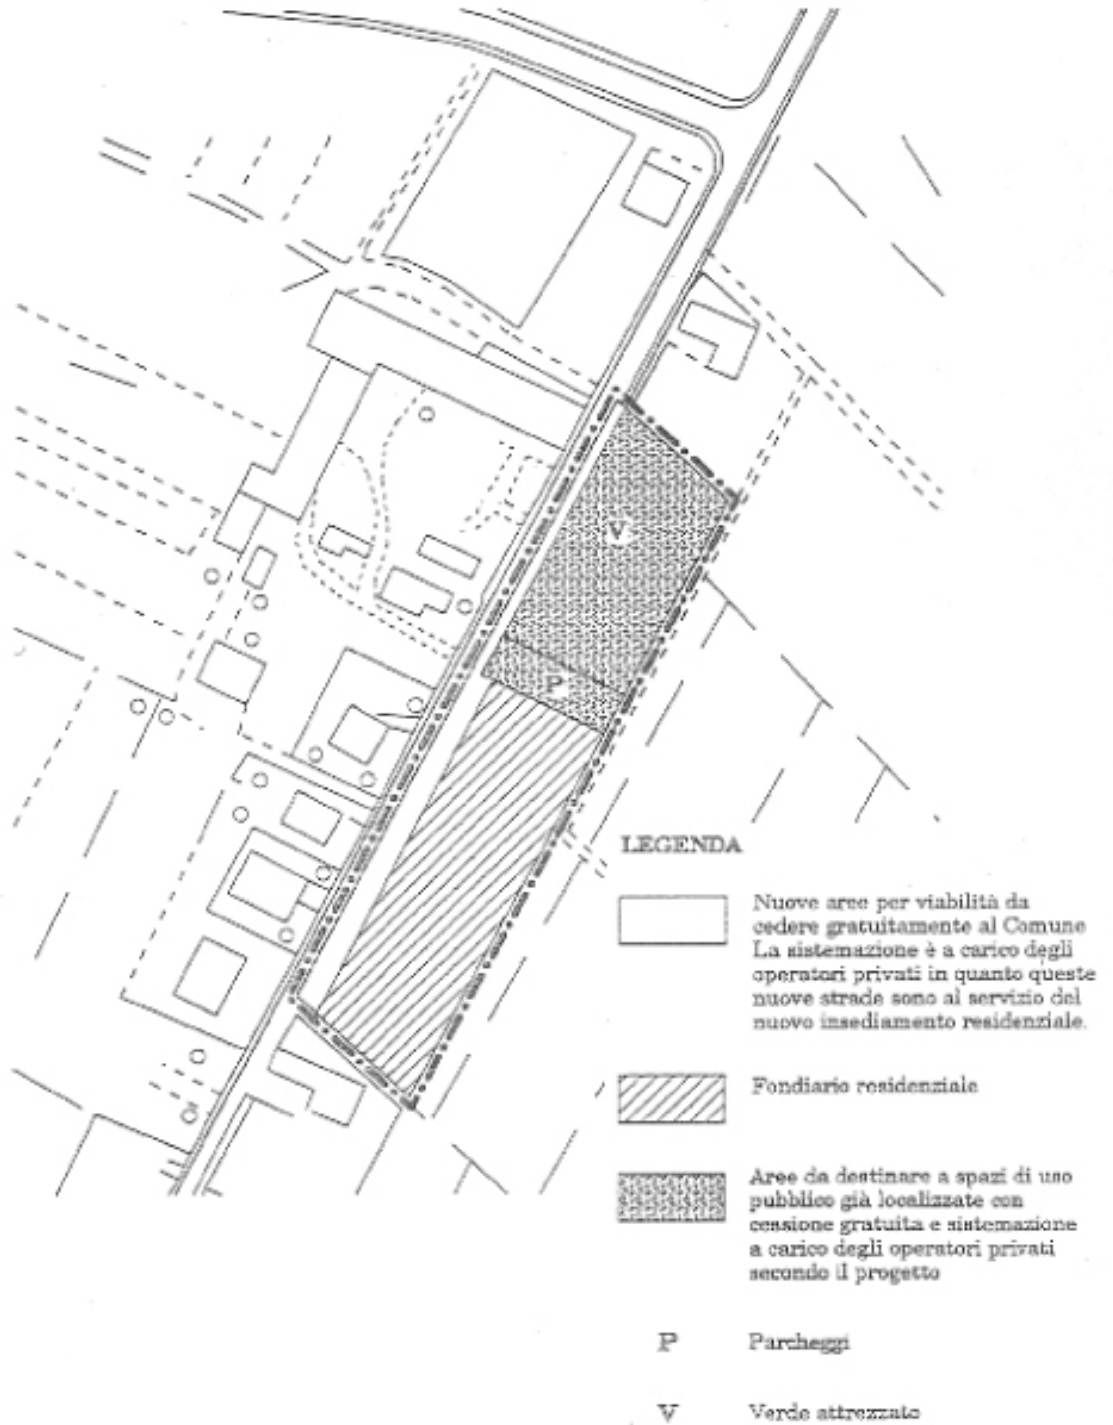 V
P
LEGENDA
Nuove aree per viabilità da
cedere gratuitamente al Comune
La sistemazione è a carico degli
operatori privati in quanto queste
nuove strade sono al servizio del
nuovo insediamento residenziale.
Fondiario residenziale
Aree da destinare a spazi di uso
pubblico già localizzate con
cessione gratuita e sistemazione
a carico degli operatori privati
secondo il progetto
P Parcheggi
V Verde attrezzato